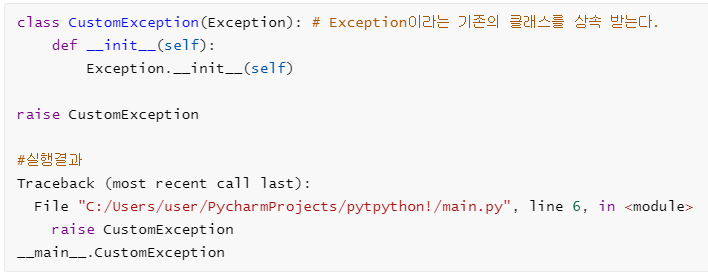 class CustomException(Exception): # Exception이라는 기존의 클래스를 상속 받는다.
    def __init__(self):
        Exception.__init__(self)

raise CustomException

#실행결과
Traceback (most recent call last):
  File "C:/Users/user/PycharmProjects/pytpython!/main.py", line 6, in <module>
    raise CustomException
__main__.CustomException